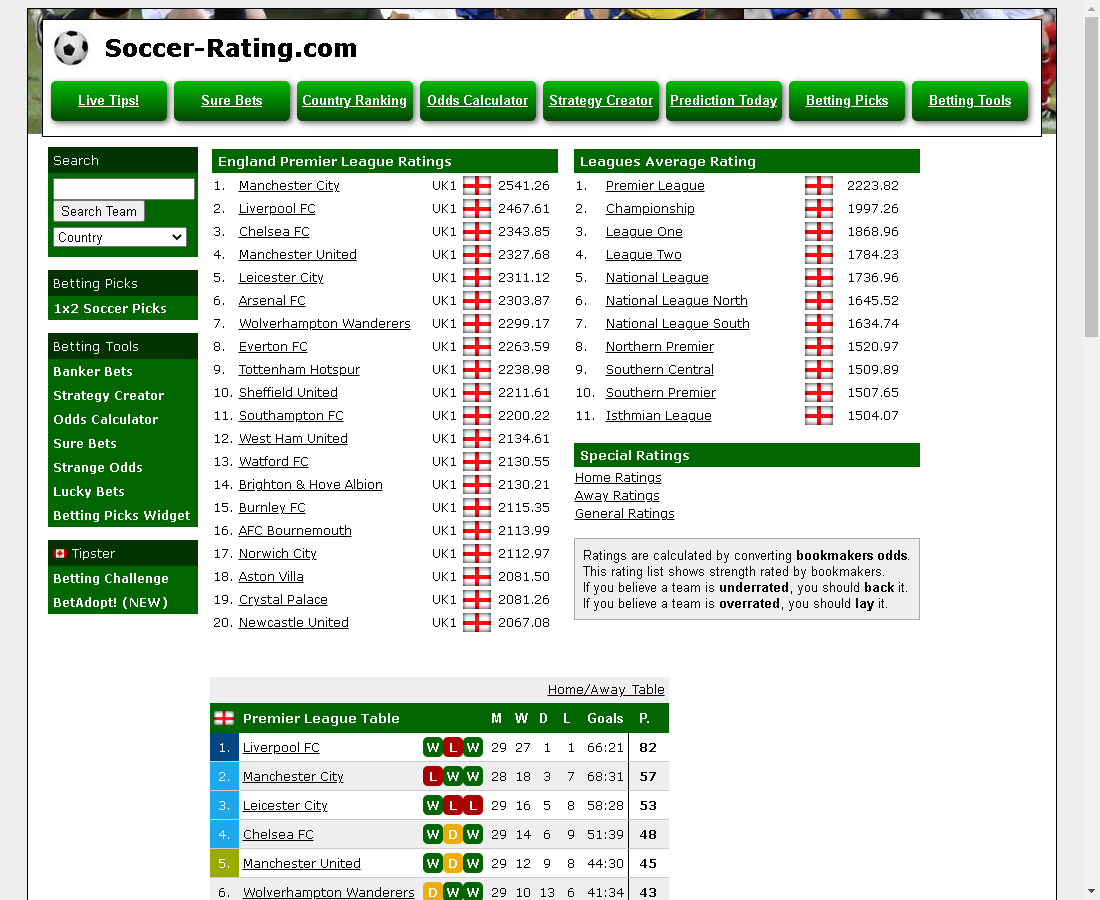 Soccer-Rating.com
Live Tips! Sure Bets Country Ranking Odds Calculator Strategy Creator Prediction Today Betting Picks Betting Tools
Search
Search Team
Country
Betting Picks
1x2 Soccer Picks
Betting Tools
Banker Bets
Strategy Creator
Odds Calculator
Sure Bets
Strange Odds
Lucky Bets
Betting Picks Widget
Tipster
Betting Challenge
BetAdopt! (NEW)
England Premier League Ratings
1. Manchester City UK1 2541.26
2. Liverpool FC UK1 2467.61
3. Chelsea FC UK1 2343.85
4. Manchester United UK1 2327.68
5. Leicester City UK1 2311.12
6. Arsenal FC UK1 2303.87
7. Wolverhampton Wanderers UK1 2299.17
8. Everton FC UK1 2263.59
9. Tottenham Hotspur UK1 2238.98
10. Sheffield United UK1 2211.61
11. Southampton FC UK1 2200.22
12. West Ham United UK1 2134.61
13. Watford FC UK1 2130.55
14. Brighton & Hove Albion UK1 2130.21
15. Burnley FC UK1 2115.35
16. AFC Bournemouth UK1 2113.99
17. Norwich City UK1 2112.97
18. Aston Villa UK1 2081.50
19. Crystal Palace UK1 2081.26
20. Newcastle United UK1 2067.08
Leagues Average Rating
1. Premier League 2223.82
2. Championship 1997.26
3. League One 1868.96
4. League Two 1784.23
5. National League 1736.96
6. National League North 1645.52
7. National League South 1634.74
8. Northern Premier 1520.97
9. Southern Central 1509.89
10. Southern Premier 1507.65
11. Isthmian League 1504.07
Special Ratings
Home Ratings
Away Ratings
General Ratings
Ratings are calculated by converting bookmakers odds.
This rating list shows strength rated by bookmakers.
If you believe a team is underrated, you should back it.
If you believe a team is overrated, you should lay it.
Home/Away Table
Premier League Table M W D L Goals P.
1. Liverpool FC W L W 29 27 1 1 66:21 82
2. Manchester City L W W 28 18 3 7 68:31 57
3. Leicester City W L L 29 16 5 8 58:28 53
4. Chelsea FC W D W 29 14 6 9 51:39 48
5. Manchester United W D W 29 12 9 8 44:30 45
6. Wolverhampton Wanderers D W W 29 10 13 6 41:34 43